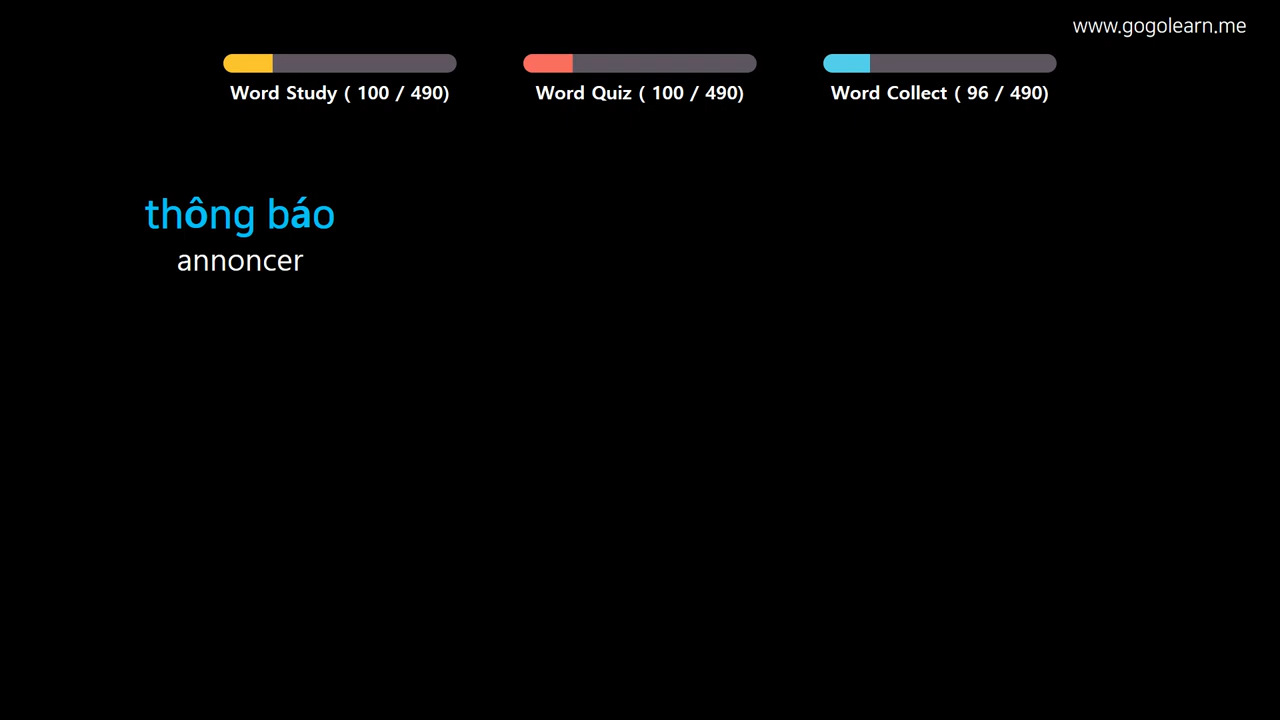 www.gogolearn.me
Word Study ( 100 / 490)
Word Quiz ( 100 / 490)
Word Collect ( 96 / 490)
thông báo
annoncer